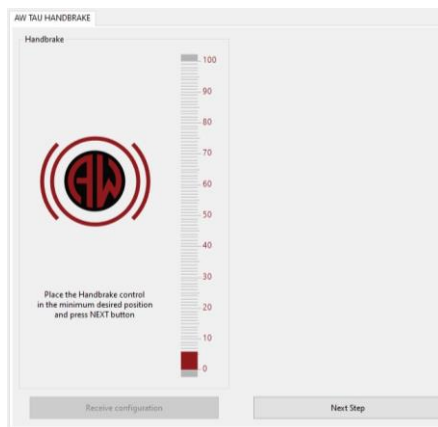 AW TAU HANDBRAKE
Handbrake
100
90
80
70
60
50
40
30
20
10
0
AW
Place the Handbrake control
in the minimum desired position
and press NEXT button
Receive configuration
Next Step